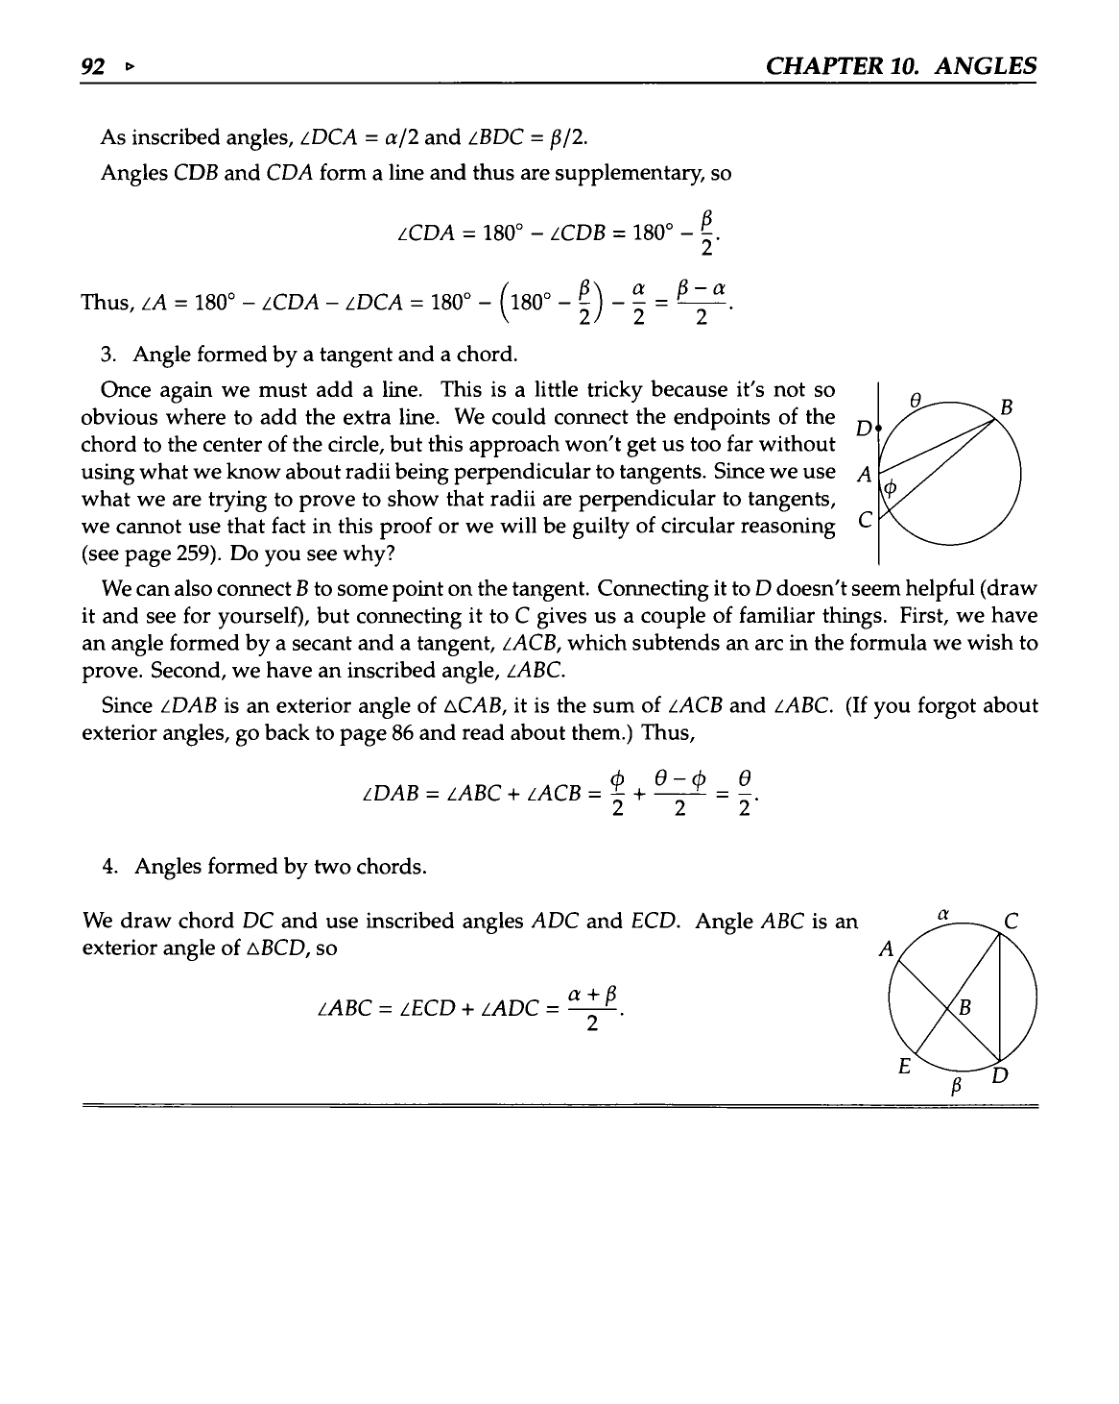 92 ▹ CHAPTER 10. ANGLES
As inscribed angles, ∠DCA = α/2 and ∠BDC = β/2.
Angles CDB and CDA form a line and thus are supplementary, so
∠CDA = 180° − ∠CDB = 180° − β/2.
Thus, ∠A = 180° − ∠CDA − ∠DCA = 180° − (180° − β/2) − α/2 = (β − α)/2.
3. Angle formed by a tangent and a chord.
Once again we must add a line. This is a little tricky because it's not so
obvious where to add the extra line. We could connect the endpoints of the
chord to the center of the circle, but this approach won't get us too far without
using what we know about radii being perpendicular to tangents. Since we use
what we are trying to prove to show that radii are perpendicular to tangents,
we cannot use that fact in this proof or we will be guilty of circular reasoning
(see page 259). Do you see why?
θ
B
D
A
ϕ
C
We can also connect B to some point on the tangent. Connecting it to D doesn't seem helpful (draw
it and see for yourself), but connecting it to C gives us a couple of familiar things. First, we have
an angle formed by a secant and a tangent, ∠ACB, which subtends an arc in the formula we wish to
prove. Second, we have an inscribed angle, ∠ABC.
Since ∠DAB is an exterior angle of △CAB, it is the sum of ∠ACB and ∠ABC. (If you forgot about
exterior angles, go back to page 86 and read about them.) Thus,
∠DAB = ∠ABC + ∠ACB = ϕ/2 + (θ − ϕ)/2 = θ/2.
4. Angles formed by two chords.
We draw chord DC and use inscribed angles ADC and ECD. Angle ABC is an
exterior angle of △BCD, so
∠ABC = ∠ECD + ∠ADC = (α + β)/2.
α
C
A
B
E
D
β